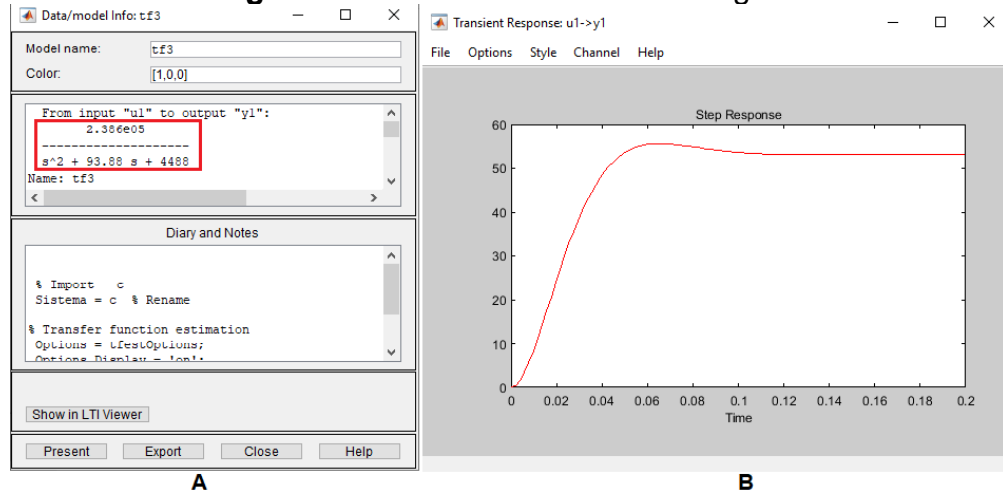 Data/model Info: tf3
Model name:
tf3
Color:
[1,0,0]
From input "u1" to output "y1":
2.386e05
---------------------
s^2 + 93.88 s + 4488
Name: tf3
Diary and Notes
% Import c
Sistema = c % Rename
% Transfer function estimation
Options = tfestOptions;
Options.Display = 'on';
Show in LTI Viewer
Present Export Close Help
A
Transient Response: u1->y1
File Options Style Channel Help
Step Response
60
50
40
30
20
10
0
0 0.02 0.04 0.06 0.08 0.1 0.12 0.14 0.16 0.18 0.2
Time
B